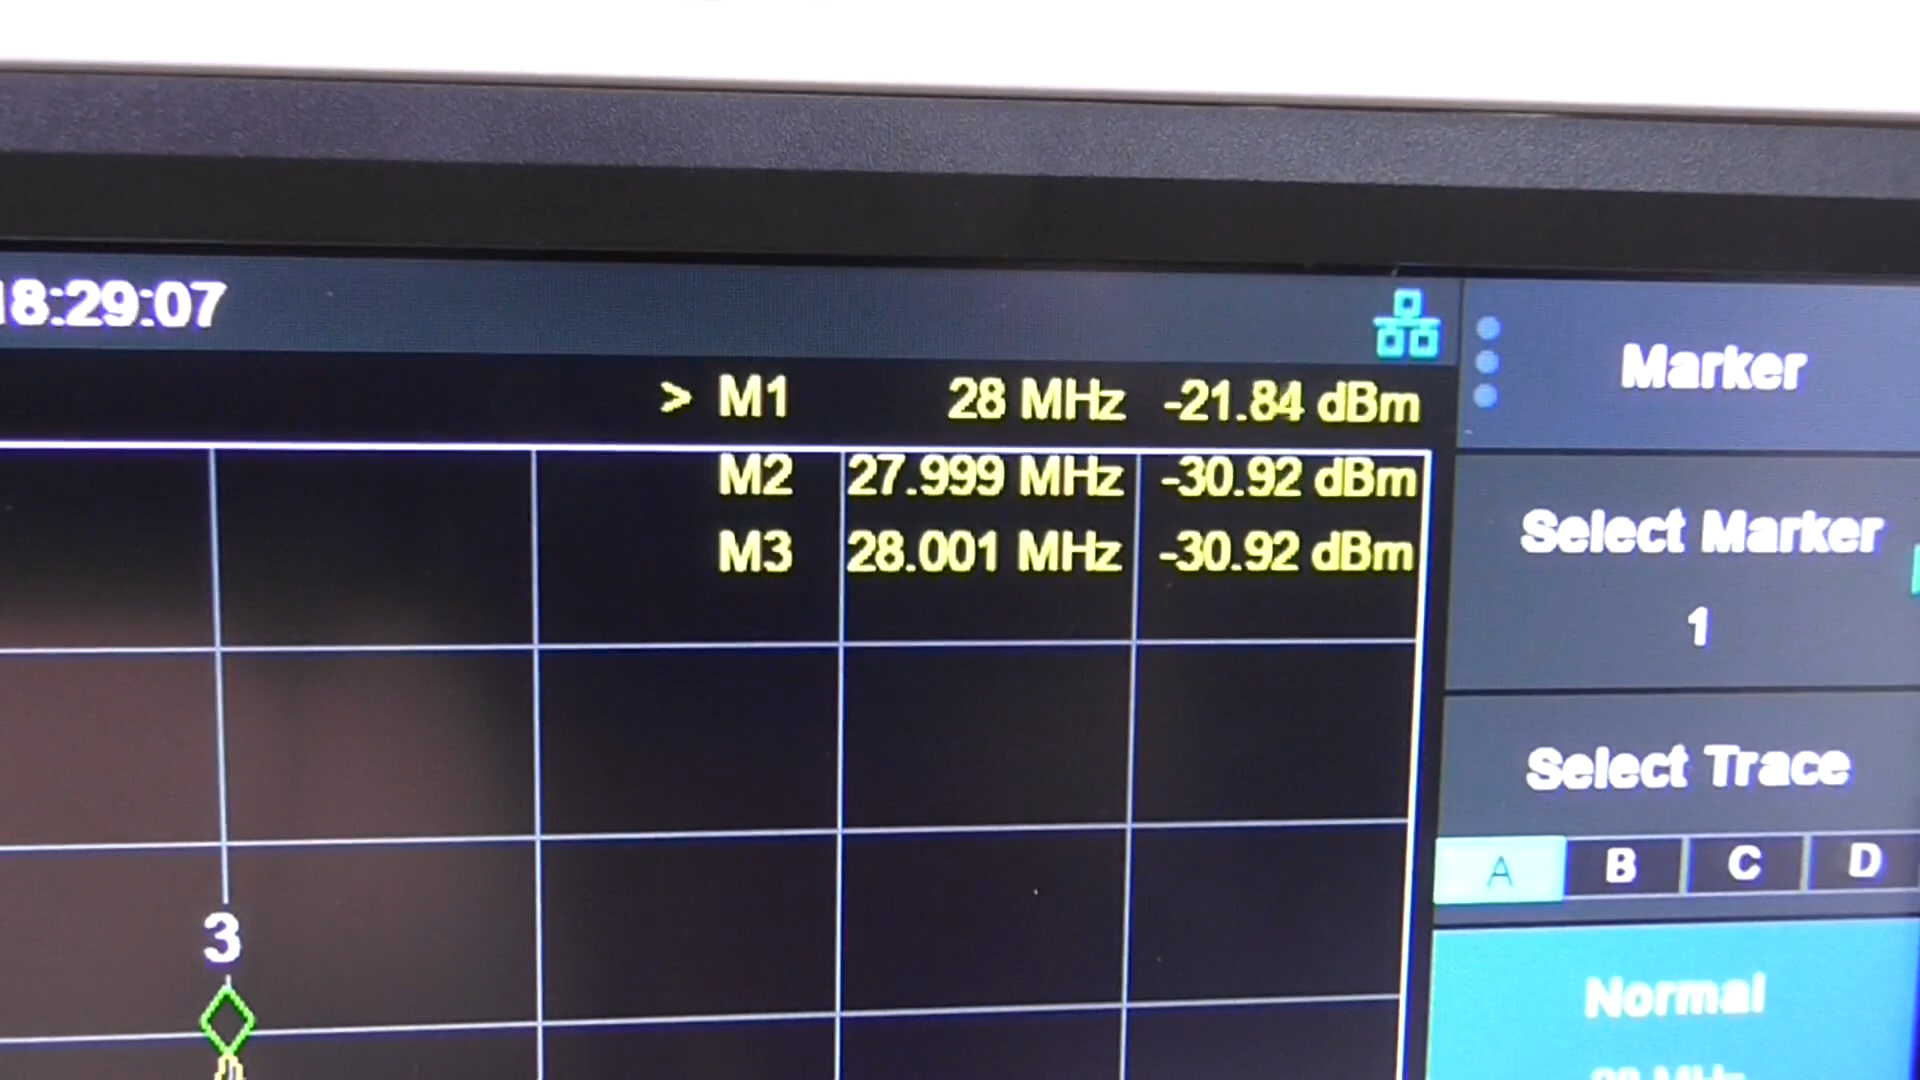 18:29:07
Marker
> M1 28 MHz -21.84 dBm
M2 27.999 MHz -30.92 dBm
M3 28.001 MHz -30.92 dBm
Select Marker
1
Select Trace
A B C D
3
Normal